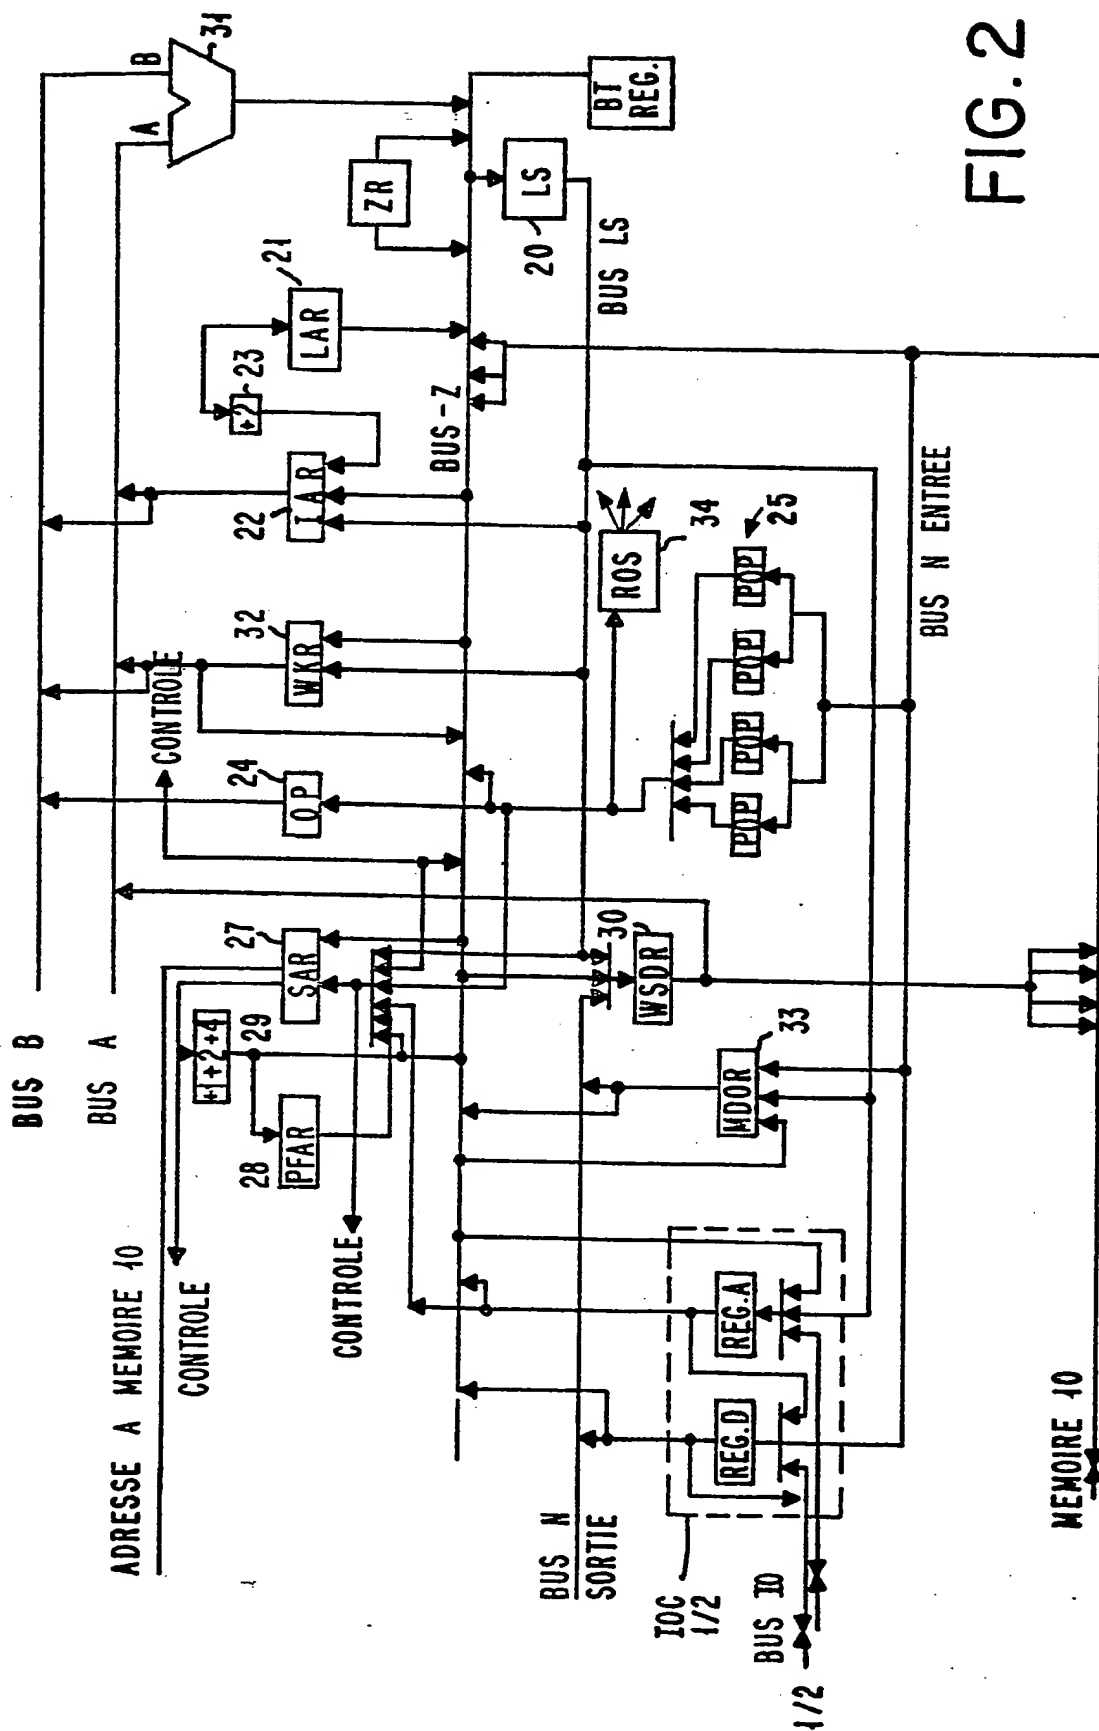 BUS B
BUS A
ADRESSE A MEMOIRE 10
CONTROLE
+1+2+4
29
28
PFAR
SAR
27
CONTROLE
CONTROLE
OP
24
WKR
32
IAR
22
+2
23
LAR
21
ZR
A
B
31
BUS-Z
LS
20
BUS LS
BT
REG.
ROS
34
WSDR
30
MDOR
33
POP
POP
POP
POP
25
BUS N ENTREE
REG.D
REG.A
BUS N
SORTIE
IOC
1/2
BUS IO
1/2
MEMOIRE 10
FIG.2